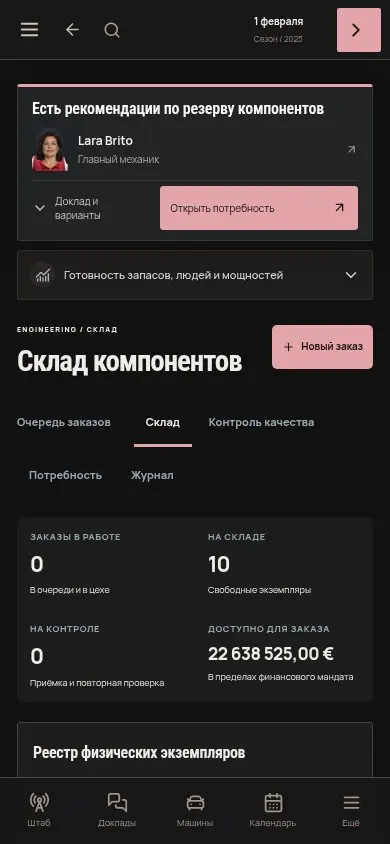 1 февраля
Сезон / 2025
Есть рекомендации по резерву компонентов
Lara Brito
Главный механик
Доклад и
варианты
Открыть потребность
Готовность запасов, людей и мощностей
ENGINEERING / СКЛАД
Склад компонентов
+ Новый заказ
Очередь заказов
Склад
Контроль качества
Потребность
Журнал
ЗАКАЗЫ В РАБОТЕ
0
В очереди и в цехе
НА СКЛАДЕ
10
Свободные экземпляры
НА КОНТРОЛЕ
0
Приёмка и повторная проверка
ДОСТУПНО ДЛЯ ЗАКАЗА
22 638 525,00 €
В пределах финансового мандата
Реестр физических экземпляров
Штаб
Доклады
Машины
Календарь
Ещё